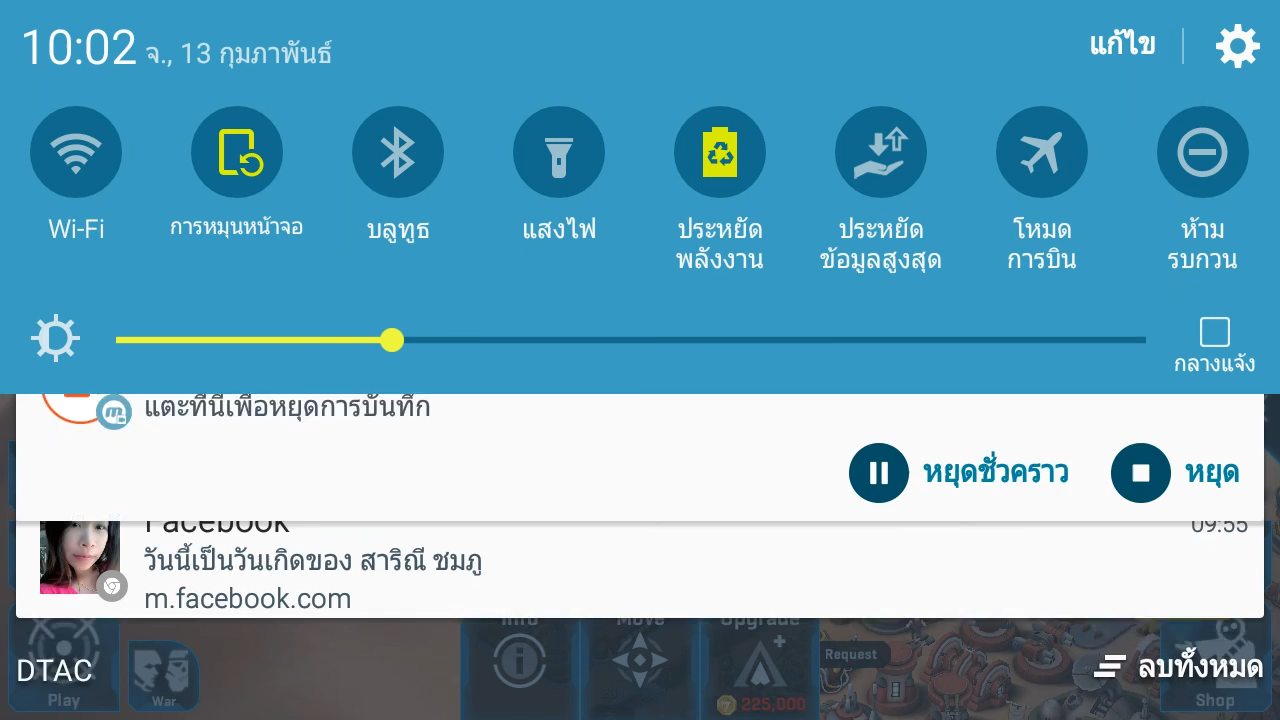 10:02 จ., 13 กุมภาพันธ์
แก้ไข
Wi-Fi
การหมุนหน้าจอ
บลูทูธ
แสงไฟ
ประหยัด
พลังงาน
ประหยัด
ข้อมูลสูงสุด
โหมด
การบิน
ห้าม
รบกวน
กลางแจ้ง
แตะที่นี่เพื่อหยุดการบันทึก
หยุดชั่วคราว
หยุด
Facebook
09:55
วันนี้เป็นวันเกิดของ สาริณี ชมภู
m.facebook.com
Info
Move
Upgrade
Request
DTAC
ลบทั้งหมด
Play
War
225,000
Shop